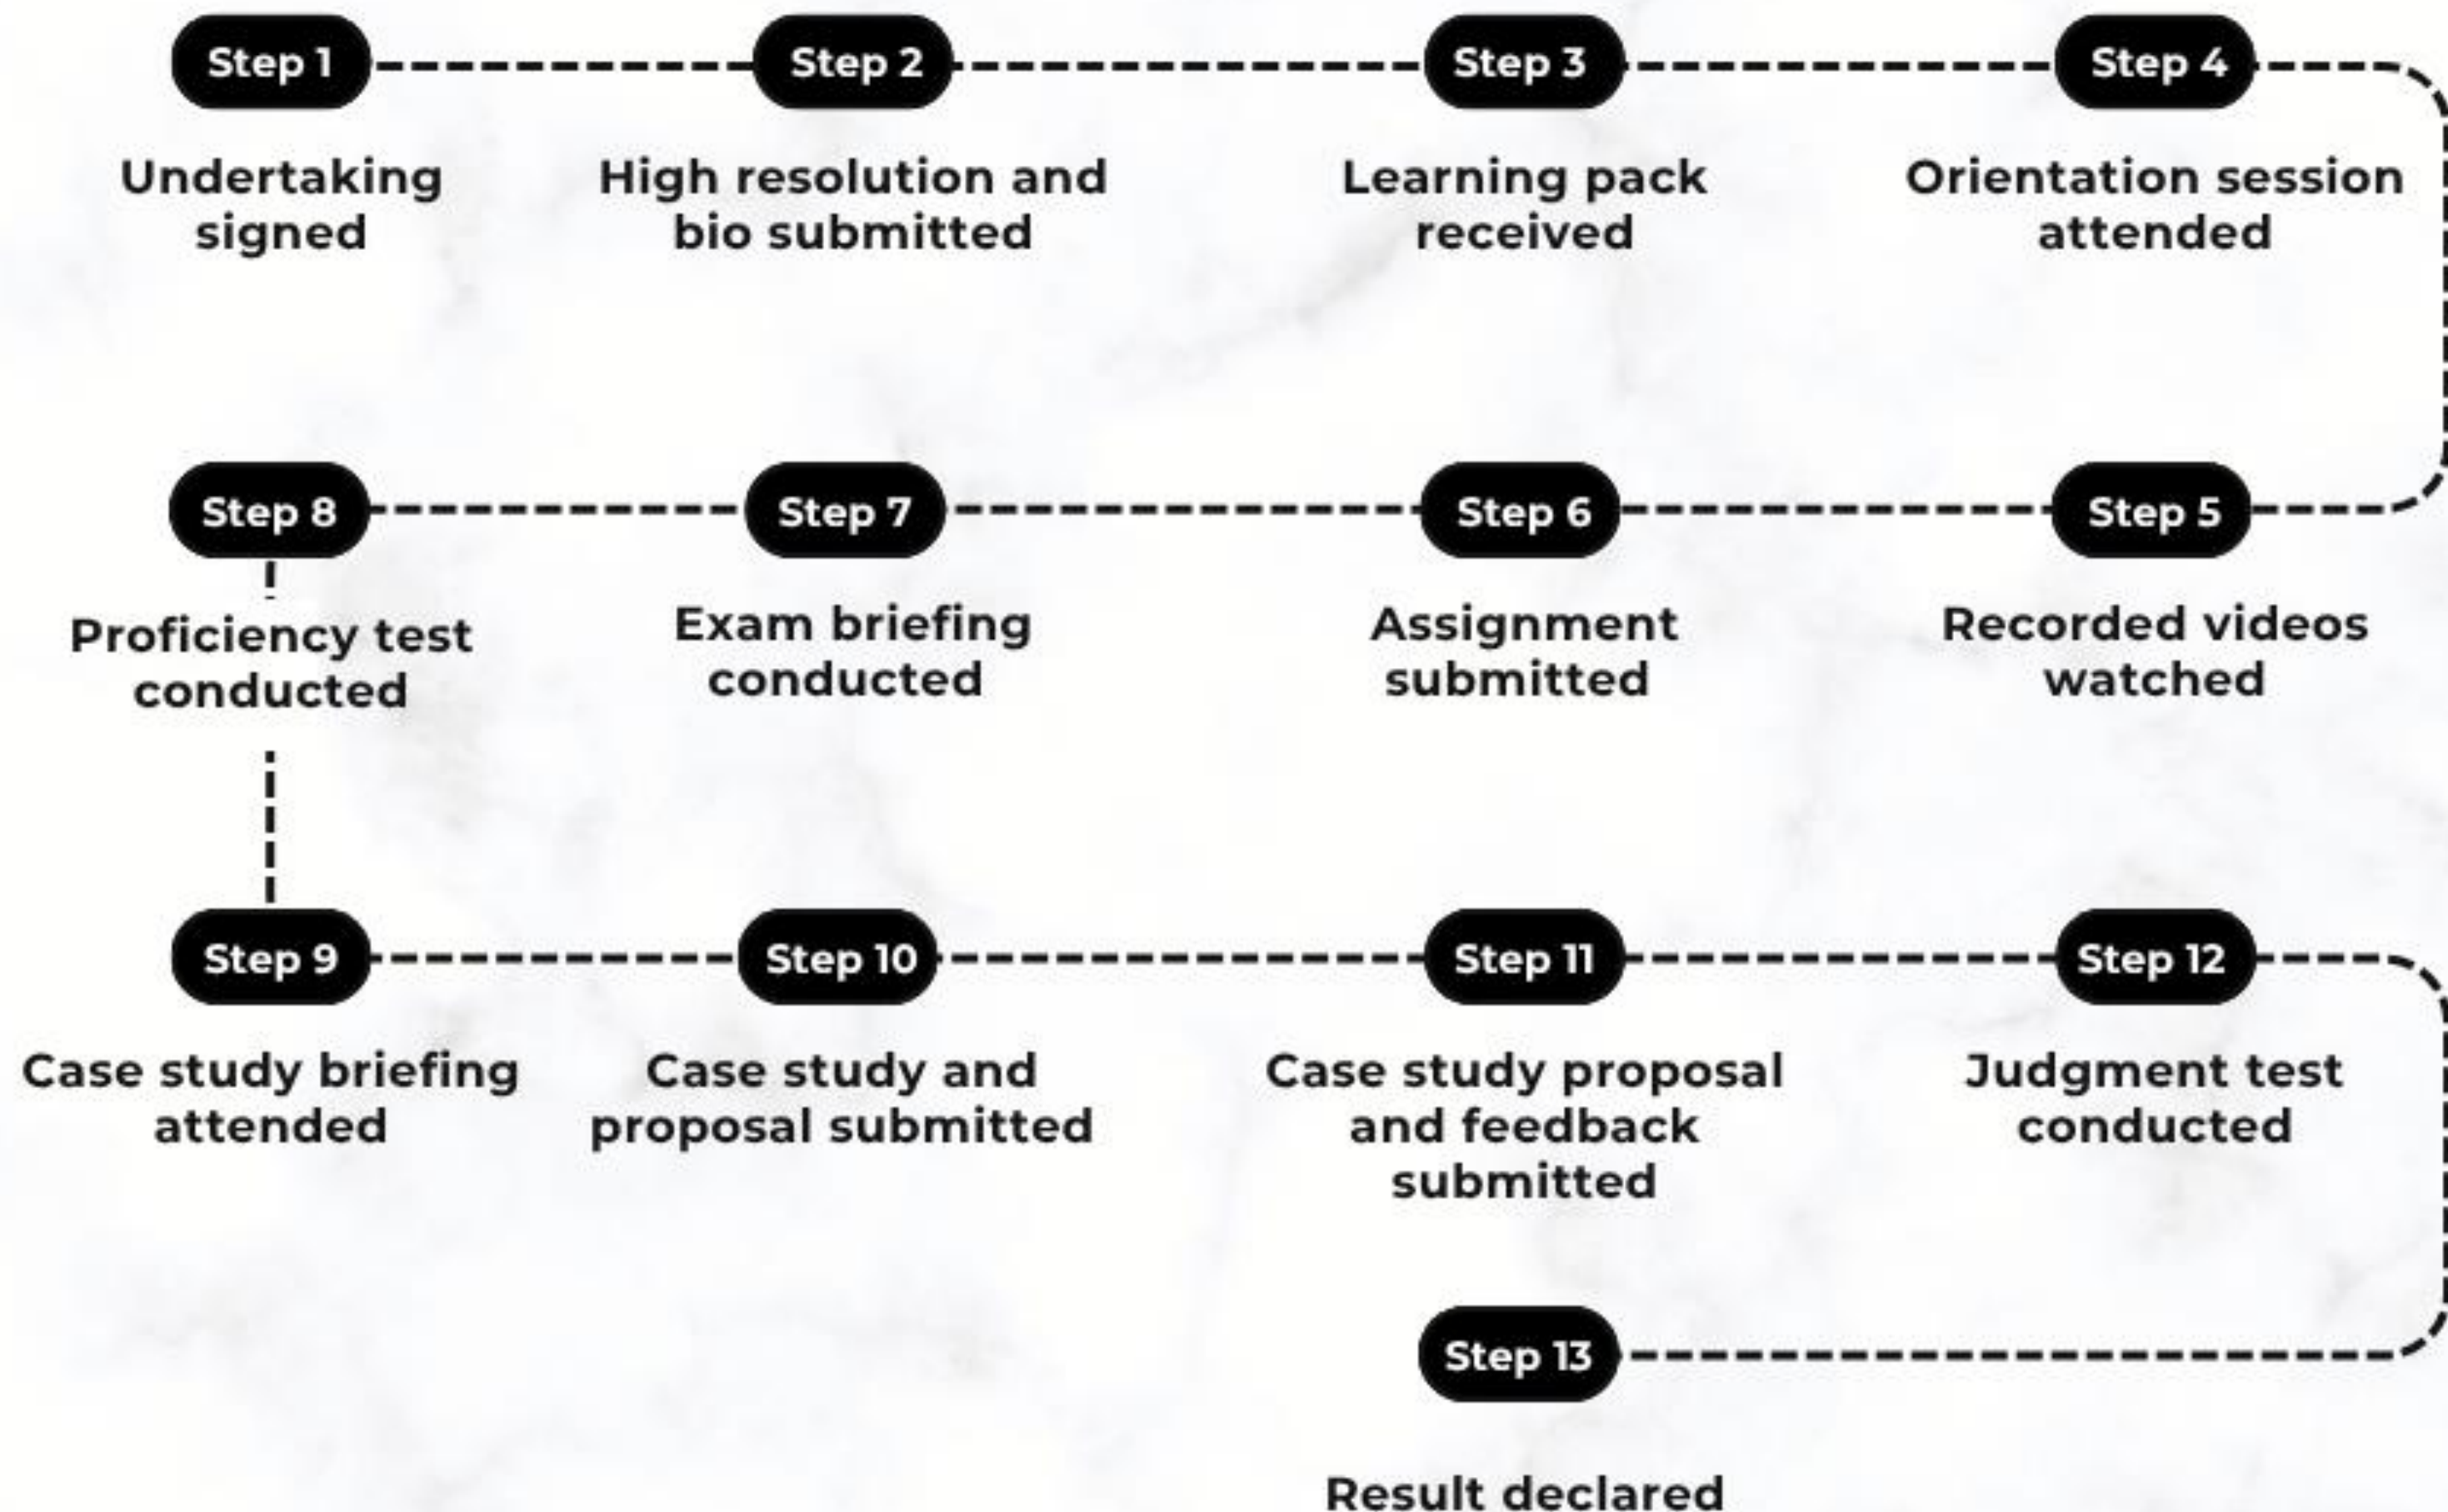 Step 1
Undertaking
signed
Step 2
High resolution and
bio submitted
Step 3
Learning pack
received
Step 4
Orientation session
attended
Step 5
Recorded videos
watched
Step 6
Assignment
submitted
Step 7
Exam briefing
conducted
Step 8
Proficiency test
conducted
Step 9
Case study briefing
attended
Step 10
Case study and
proposal submitted
Step 11
Case study proposal
and feedback
submitted
Step 12
Judgment test
conducted
Step 13
Result declared